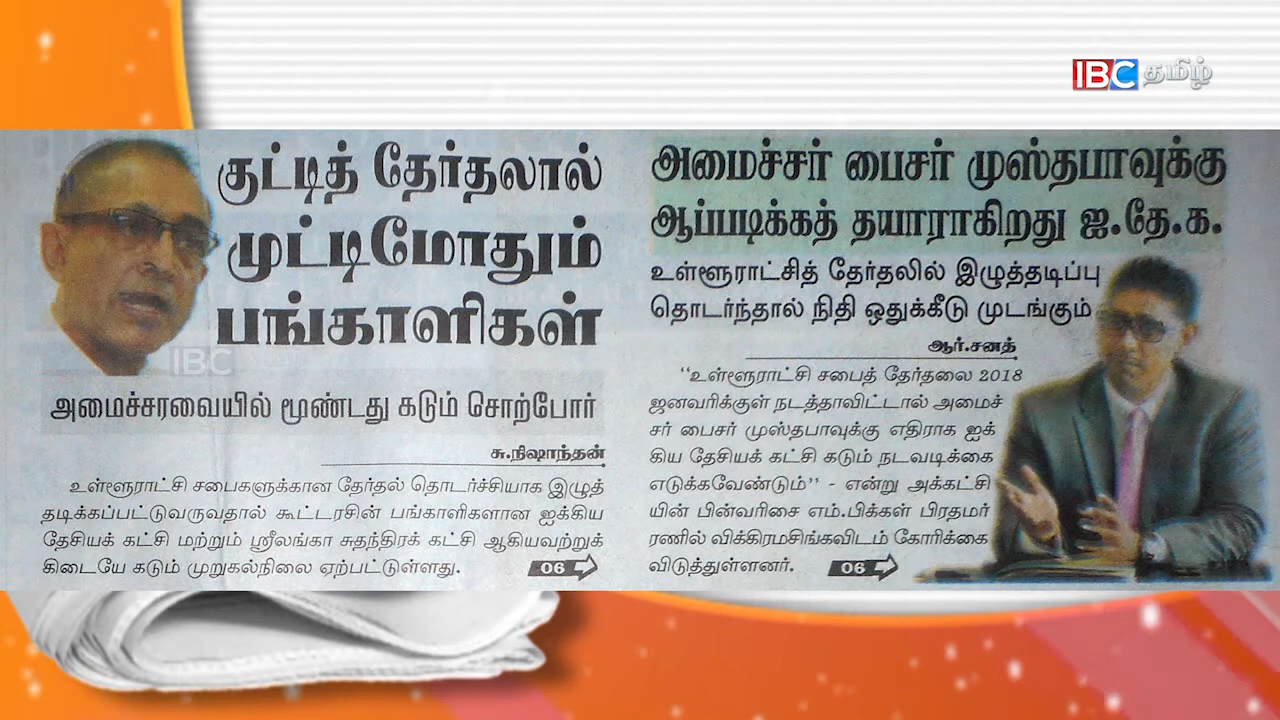 IBC தமிழ்
குட்டித் தேர்தலால்
முட்டிமோதும்
பங்காளிகள்
IBC
அமைச்சரவையில் மூண்டது கடும் சொற்போர்
சு.நிஷாந்தன்
உள்ளூராட்சி சபைகளுக்கான தேர்தல் தொடர்ச்சியாக இழுத்
தடிக்கப்பட்டுவருவதால் கூட்டரசின் பங்காளிகளான ஐக்கிய
தேசியக் கட்சி மற்றும் ஸ்ரீலங்கா சுதந்திரக் கட்சி ஆகியவற்றுக்
கிடையே கடும் முறுகல்நிலை ஏற்பட்டுள்ளது.
06
அமைச்சர் பைசர் முஸ்தபாவுக்கு
ஆப்படிக்கத் தயாராகிறது ஐ.தே.க.
உள்ளூராட்சித் தேர்தலில் இழுத்தடிப்பு
தொடர்ந்தால் நிதி ஒதுக்கீடு முடங்கும்
ஆர்.சனத்
"உள்ளூராட்சி சபைத் தேர்தலை 2018
ஜனவரிக்குள் நடத்தாவிட்டால் அமைச்
சர் பைசர் முஸ்தபாவுக்கு எதிராக ஐக்
கிய தேசியக் கட்சி கடும் நடவடிக்கை
எடுக்கவேண்டும்" - என்று அக்கட்சி
யின் பின்வரிசை எம்.பிக்கள் பிரதமர்
ரணில் விக்கிரமசிங்கவிடம் கோரிக்கை
விடுத்துள்ளனர்.
06